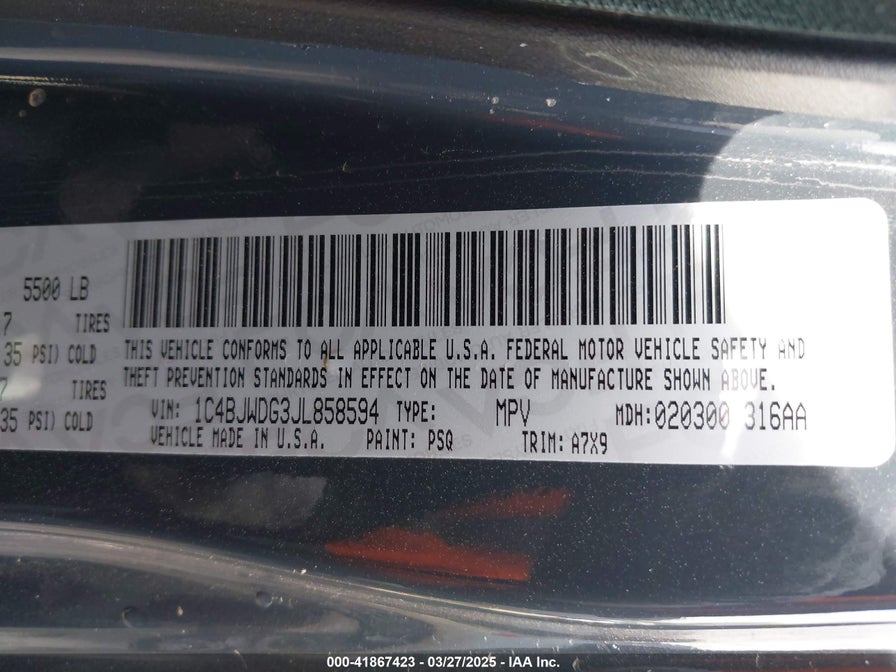 5500 LB
7 TIRES
35 PSI) COLD
7 TIRES
35 PSI) COLD
THIS VEHICLE CONFORMS TO ALL APPLICABLE U.S.A. FEDERAL MOTOR VEHICLE SAFETY AND
THEFT PREVENTION STANDARDS IN EFFECT ON THE DATE OF MANUFACTURE SHOWN ABOVE.
VIN: 1C4BJWDG3JL858594 TYPE: MPV MDH:020300 316AA
VEHICLE MADE IN U.S.A. PAINT: PSQ TRIM: A7X9
000-41867423 - 03/27/2025 - IAA Inc.